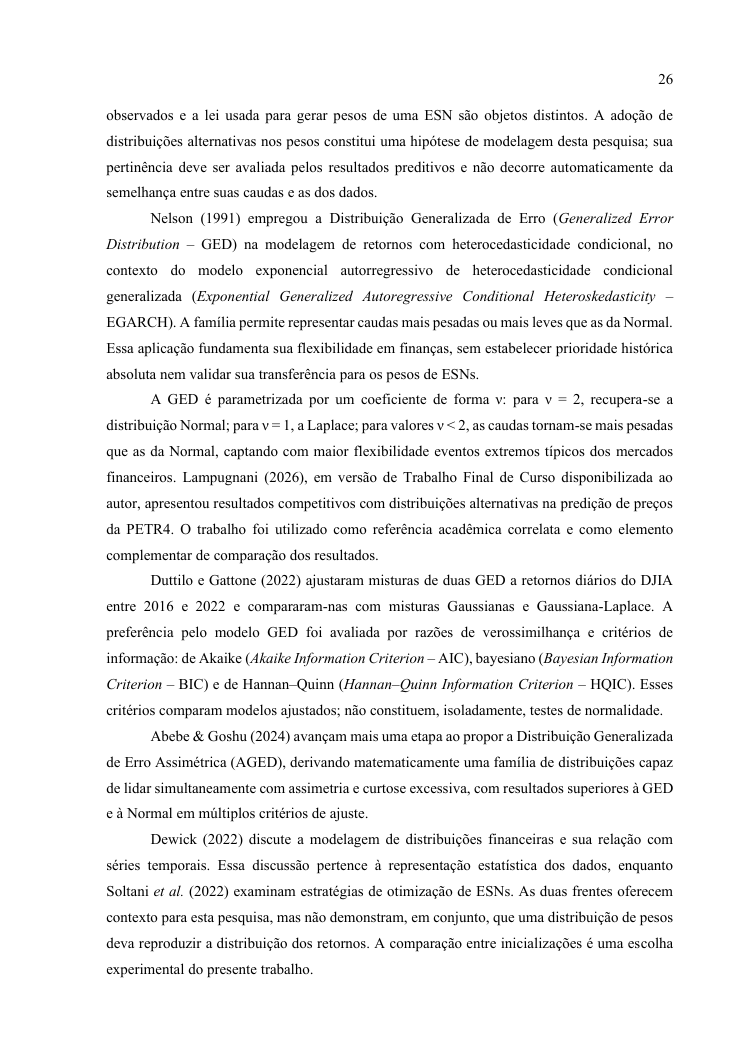 26
observados e a lei usada para gerar pesos de uma ESN são objetos distintos. A adoção de
distribuições alternativas nos pesos constitui uma hipótese de modelagem desta pesquisa; sua
pertinência deve ser avaliada pelos resultados preditivos e não decorre automaticamente da
semelhança entre suas caudas e as dos dados.
Nelson (1991) empregou a Distribuição Generalizada de Erro (Generalized Error
Distribution – GED) na modelagem de retornos com heterocedasticidade condicional, no
contexto do modelo exponencial autorregressivo de heterocedasticidade condicional
generalizada (Exponential Generalized Autoregressive Conditional Heteroskedasticity –
EGARCH). A família permite representar caudas mais pesadas ou mais leves que as da Normal.
Essa aplicação fundamenta sua flexibilidade em finanças, sem estabelecer prioridade histórica
absoluta nem validar sua transferência para os pesos de ESNs.
A GED é parametrizada por um coeficiente de forma ν: para ν = 2, recupera-se a
distribuição Normal; para ν = 1, a Laplace; para valores ν < 2, as caudas tornam-se mais pesadas
que as da Normal, captando com maior flexibilidade eventos extremos típicos dos mercados
financeiros. Lampugnani (2026), em versão de Trabalho Final de Curso disponibilizada ao
autor, apresentou resultados competitivos com distribuições alternativas na predição de preços
da PETR4. O trabalho foi utilizado como referência acadêmica correlata e como elemento
complementar de comparação dos resultados.
Duttilo e Gattone (2022) ajustaram misturas de duas GED a retornos diários do DJIA
entre 2016 e 2022 e compararam-nas com misturas Gaussianas e Gaussiana-Laplace. A
preferência pelo modelo GED foi avaliada por razões de verossimilhança e critérios de
informação: de Akaike (Akaike Information Criterion – AIC), bayesiano (Bayesian Information
Criterion – BIC) e de Hannan–Quinn (Hannan–Quinn Information Criterion – HQIC). Esses
critérios comparam modelos ajustados; não constituem, isoladamente, testes de normalidade.
Abebe & Goshu (2024) avançam mais uma etapa ao propor a Distribuição Generalizada
de Erro Assimétrica (AGED), derivando matematicamente uma família de distribuições capaz
de lidar simultaneamente com assimetria e curtose excessiva, com resultados superiores à GED
e à Normal em múltiplos critérios de ajuste.
Dewick (2022) discute a modelagem de distribuições financeiras e sua relação com
séries temporais. Essa discussão pertence à representação estatística dos dados, enquanto
Soltani et al. (2022) examinam estratégias de otimização de ESNs. As duas frentes oferecem
contexto para esta pesquisa, mas não demonstram, em conjunto, que uma distribuição de pesos
deva reproduzir a distribuição dos retornos. A comparação entre inicializações é uma escolha
experimental do presente trabalho.